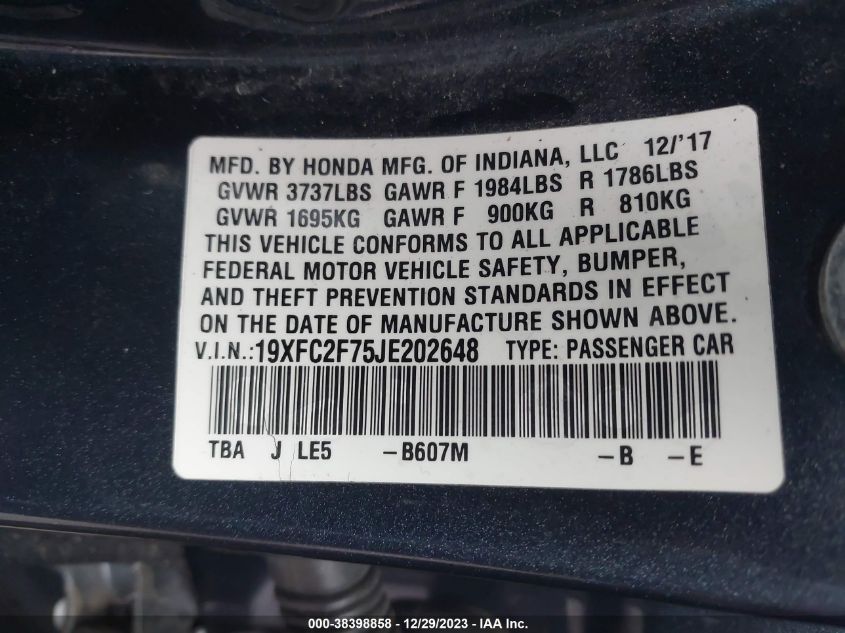 MFD. BY HONDA MFG. OF INDIANA, LLC 12/'17
GVWR 3737LBS GAWR F 1984LBS R 1786LBS
GVWR 1695KG GAWR F 900KG R 810KG
THIS VEHICLE CONFORMS TO ALL APPLICABLE
FEDERAL MOTOR VEHICLE SAFETY, BUMPER,
AND THEFT PREVENTION STANDARDS IN EFFECT
ON THE DATE OF MANUFACTURE SHOWN ABOVE.
V.I.N.:19XFC2F75JE202648 TYPE: PASSENGER CAR
TBA J LE5 -B607M -B -E
000-38398858 - 12/29/2023 - IAA Inc.